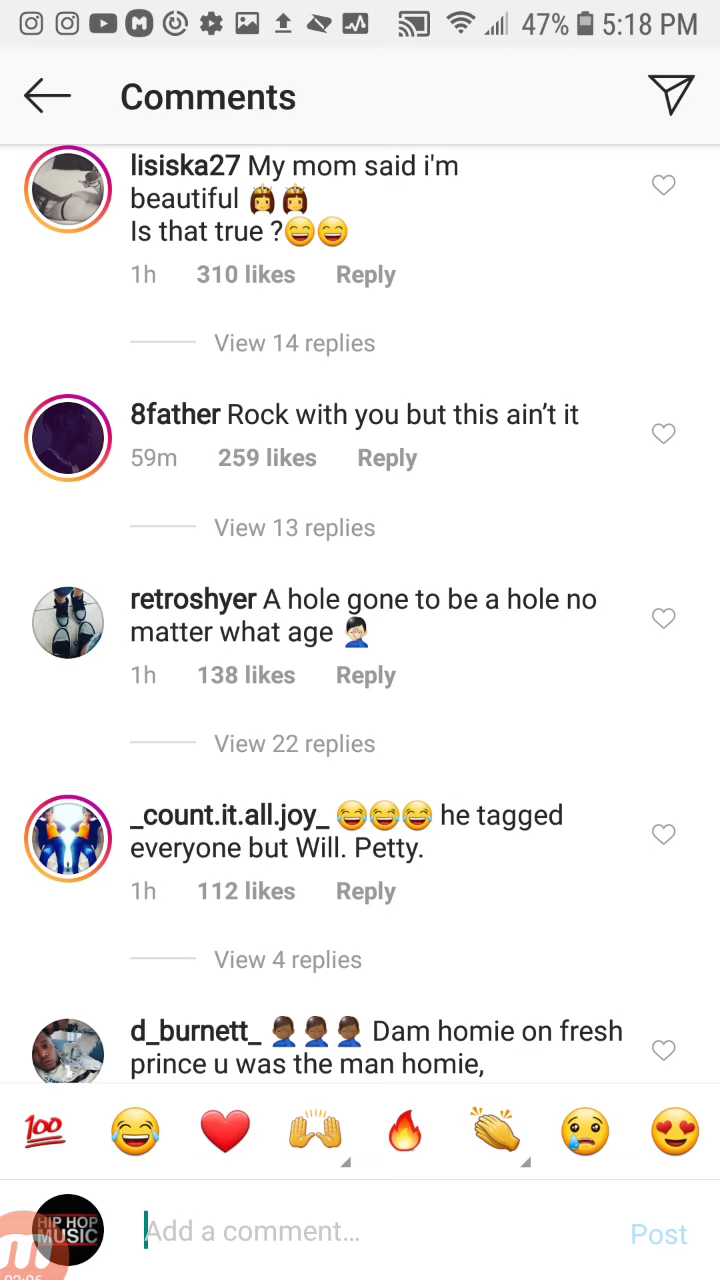 47% 5:18 PM
Comments
lisiska27 My mom said i'm
beautiful 👸👸
Is that true ?😄😄
1h 310 likes Reply
View 14 replies
8father Rock with you but this ain’t it
59m 259 likes Reply
View 13 replies
retroshyer A hole gone to be a hole no
matter what age 🤦🏻‍♂️
1h 138 likes Reply
View 22 replies
_count.it.all.joy_ 😂😂😂 he tagged
everyone but Will. Petty.
1h 112 likes Reply
View 4 replies
d_burnett_ 🤦🏾‍♂️🤦🏾‍♂️🤦🏾‍♂️ Dam homie on fresh
prince u was the man homie,
💯 😂 ❤️ 🙌 🔥 👏 😢 😍
HIP HOP
MUSIC
Add a comment...
Post